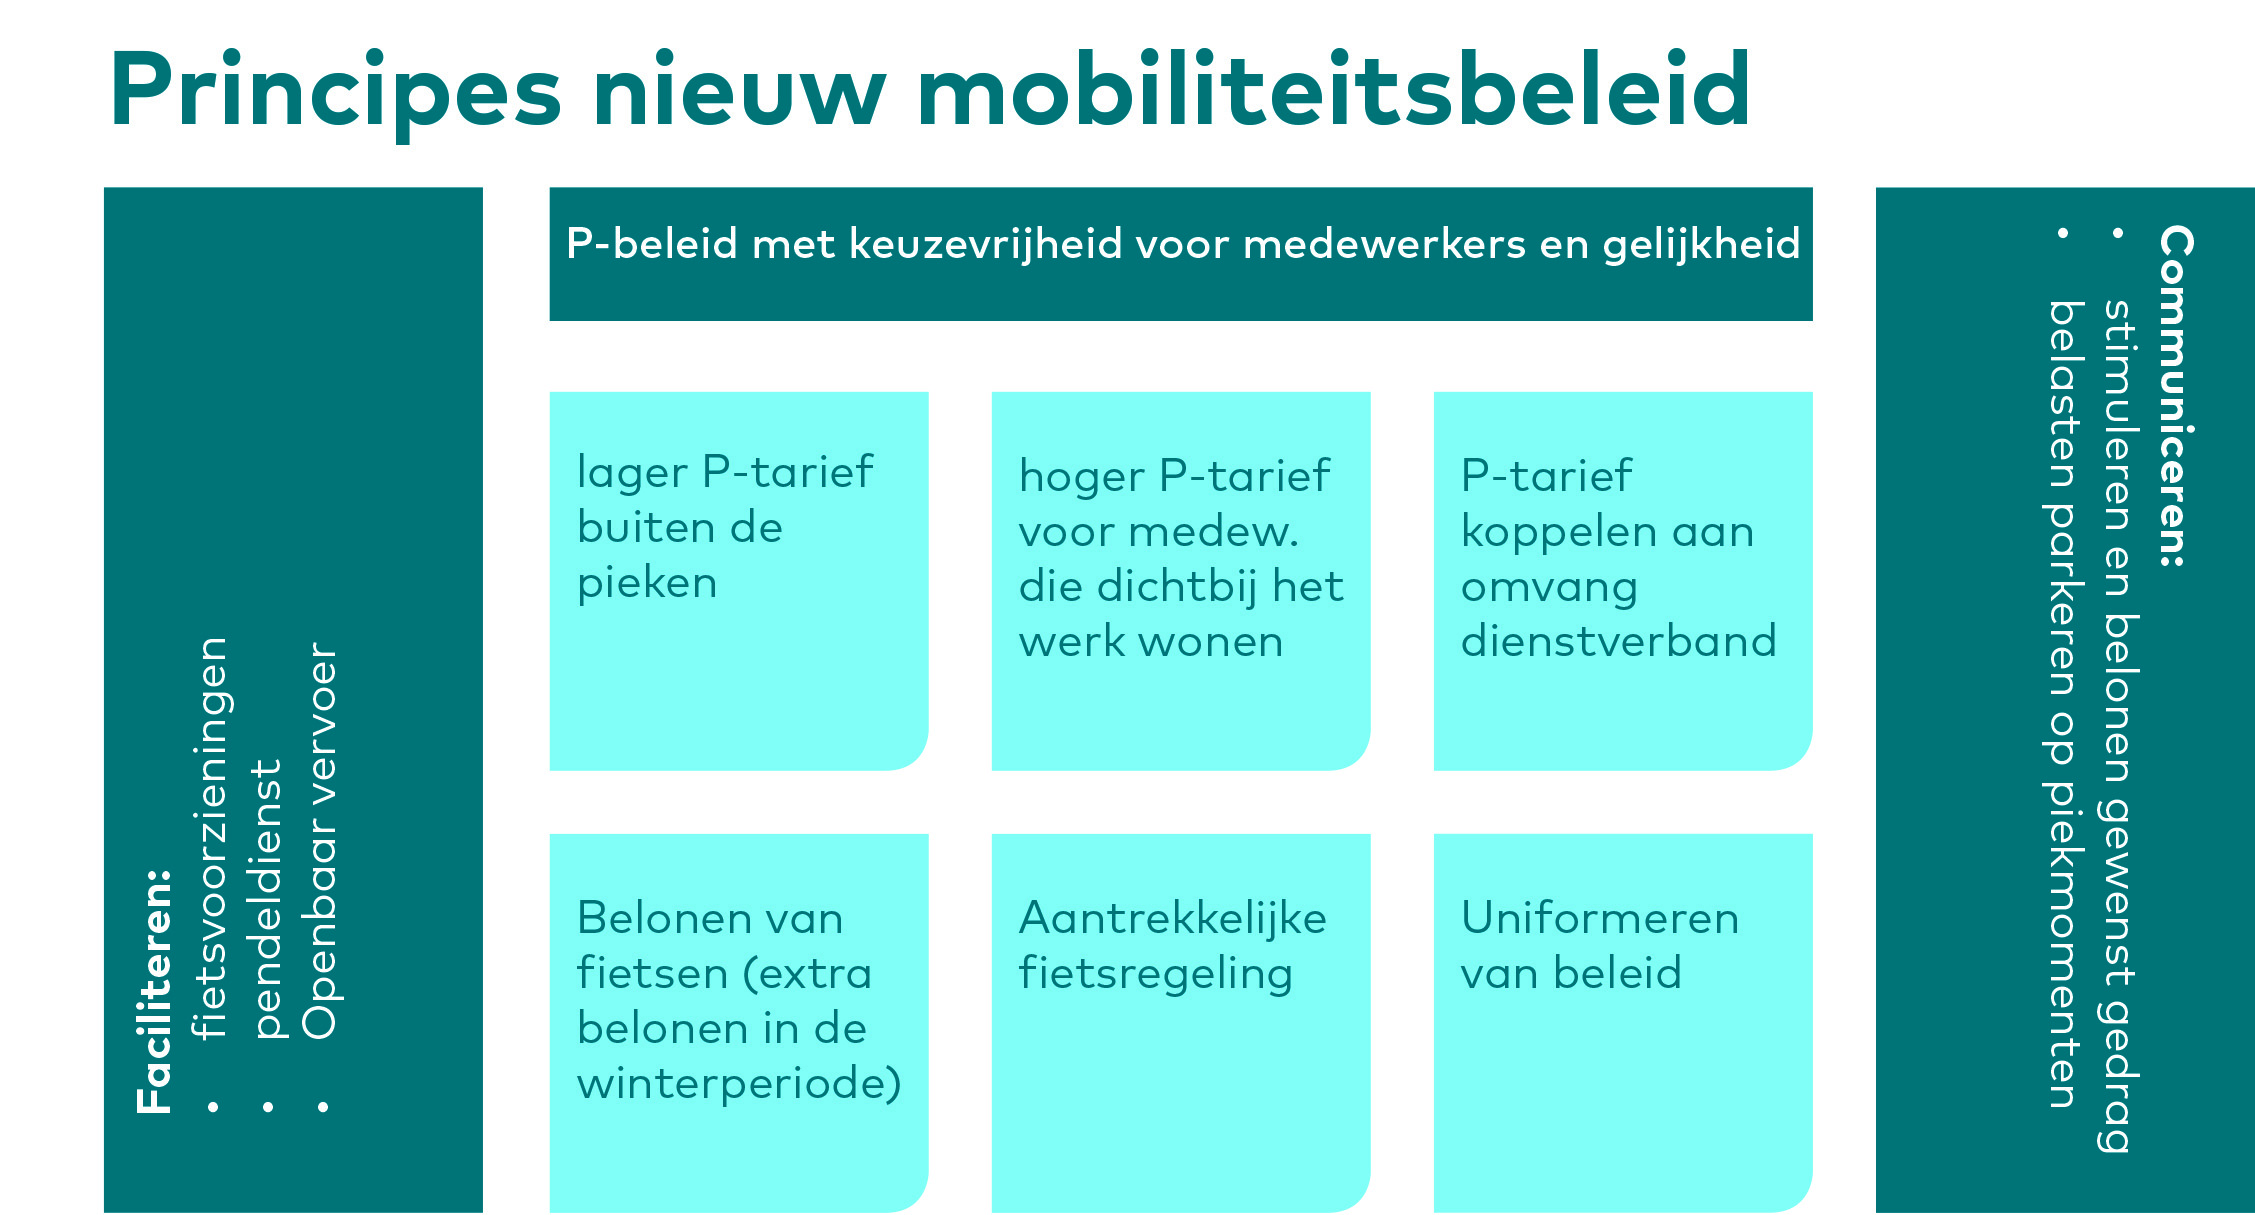 Principes nieuw mobiliteitsbeleid
Faciliteren:
• fietsvoorzieningen
• pendeldienst
• Openbaar vervoer
P-beleid met keuzevrijheid voor medewerkers en gelijkheid
lager P-tarief
buiten de
pieken
hoger P-tarief
voor medew.
die dichtbij het
werk wonen
P-tarief
koppelen aan
omvang
dienstverband
Belonen van
fietsen (extra
belonen in de
winterperiode)
Aantrekkelijke
fietsregeling
Uniformeren
van beleid
Communiceren:
• stimuleren en belonen gewenst gedrag
• belasten parkeren op piekmomenten